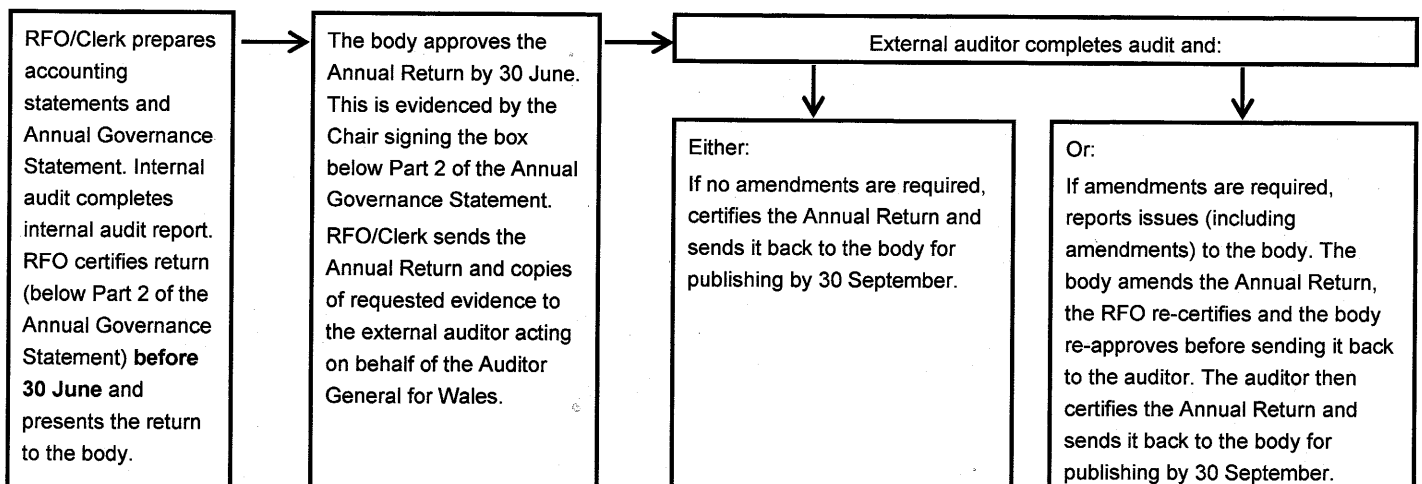 RFO/Clerk prepares
accounting
statements and
Annual Governance
Statement. Internal
audit completes
internal audit report.
RFO certifies return
(below Part 2 of the
Annual Governance
Statement) before
30 June and
presents the return
to the body.
The body approves the
Annual Return by 30 June.
This is evidenced by the
Chair signing the box
below Part 2 of the Annual
Governance Statement.
RFO/Clerk sends the
Annual Return and copies
of requested evidence to
the external auditor acting
on behalf of the Auditor
General for Wales.
External auditor completes audit and:
Either:
If no amendments are required,
certifies the Annual Return and
sends it back to the body for
publishing by 30 September.
Or:
If amendments are required,
reports issues (including
amendments) to the body. The
body amends the Annual Return,
the RFO re-certifies and the body
re-approves before sending it back
to the auditor. The auditor then
certifies the Annual Return and
sends it back to the body for
publishing by 30 September.